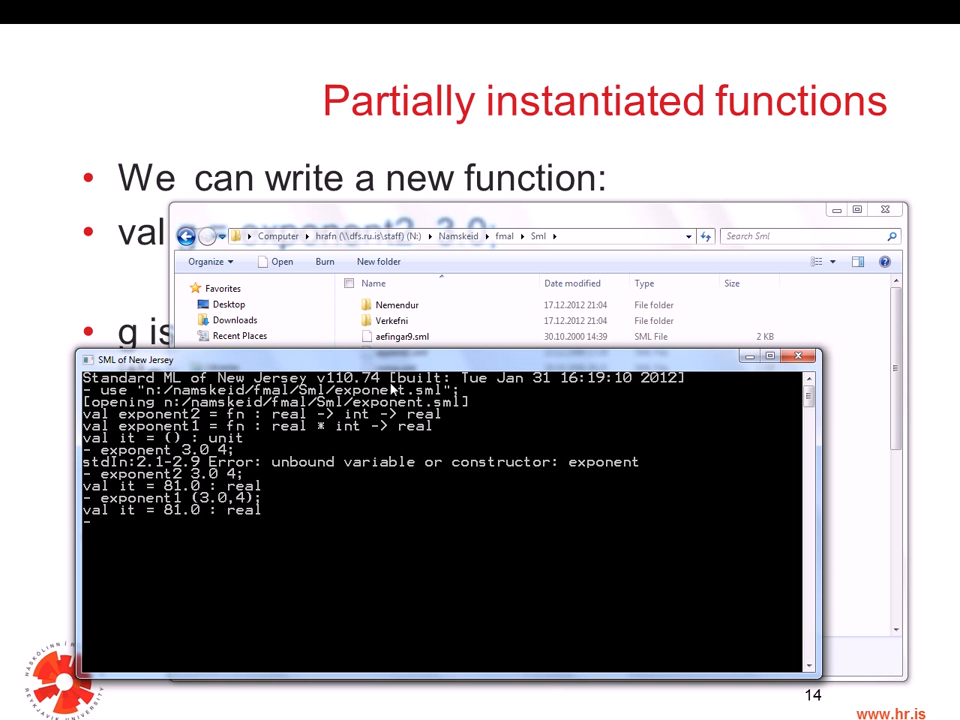 Partially instantiated functions
• We can write a new function:
• val g = exponent2 3.0;
Computer ▸ hrafn (\\dfs.ru.is\staff) (N:) ▸ Namskeid ▸ fmal ▸ Sml ▸
Search Sml
Organize
Open
Burn
New folder
Favorites
Name
Date modified
Type
Size
Desktop
Nemendur
17.12.2012 21:04
File folder
Downloads
Verkefni
17.12.2012 21:04
File folder
Recent Places
aefingar9.sml
30.10.2000 14:39
SML File
2 KB
• g is
SML of New Jersey
Standard ML of New Jersey v110.74 [built: Tue Jan 31 16:19:10 2012]
- use "n:/namskeid/fmal/Sml/exponent.sml";
[opening n:/namskeid/fmal/Sml/exponent.sml]
val exponent2 = fn : real -> int -> real
val exponent1 = fn : real * int -> real
val it = () : unit
- exponent 3.0 4;
stdIn:2.1-2.9 Error: unbound variable or constructor: exponent
- exponent2 3.0 4;
val it = 81.0 : real
- exponent1 (3.0,4);
val it = 81.0 : real
-
HÁSKÓLINN Í R
REYKJAVIK UNIVERSITY
14
www.hr.is